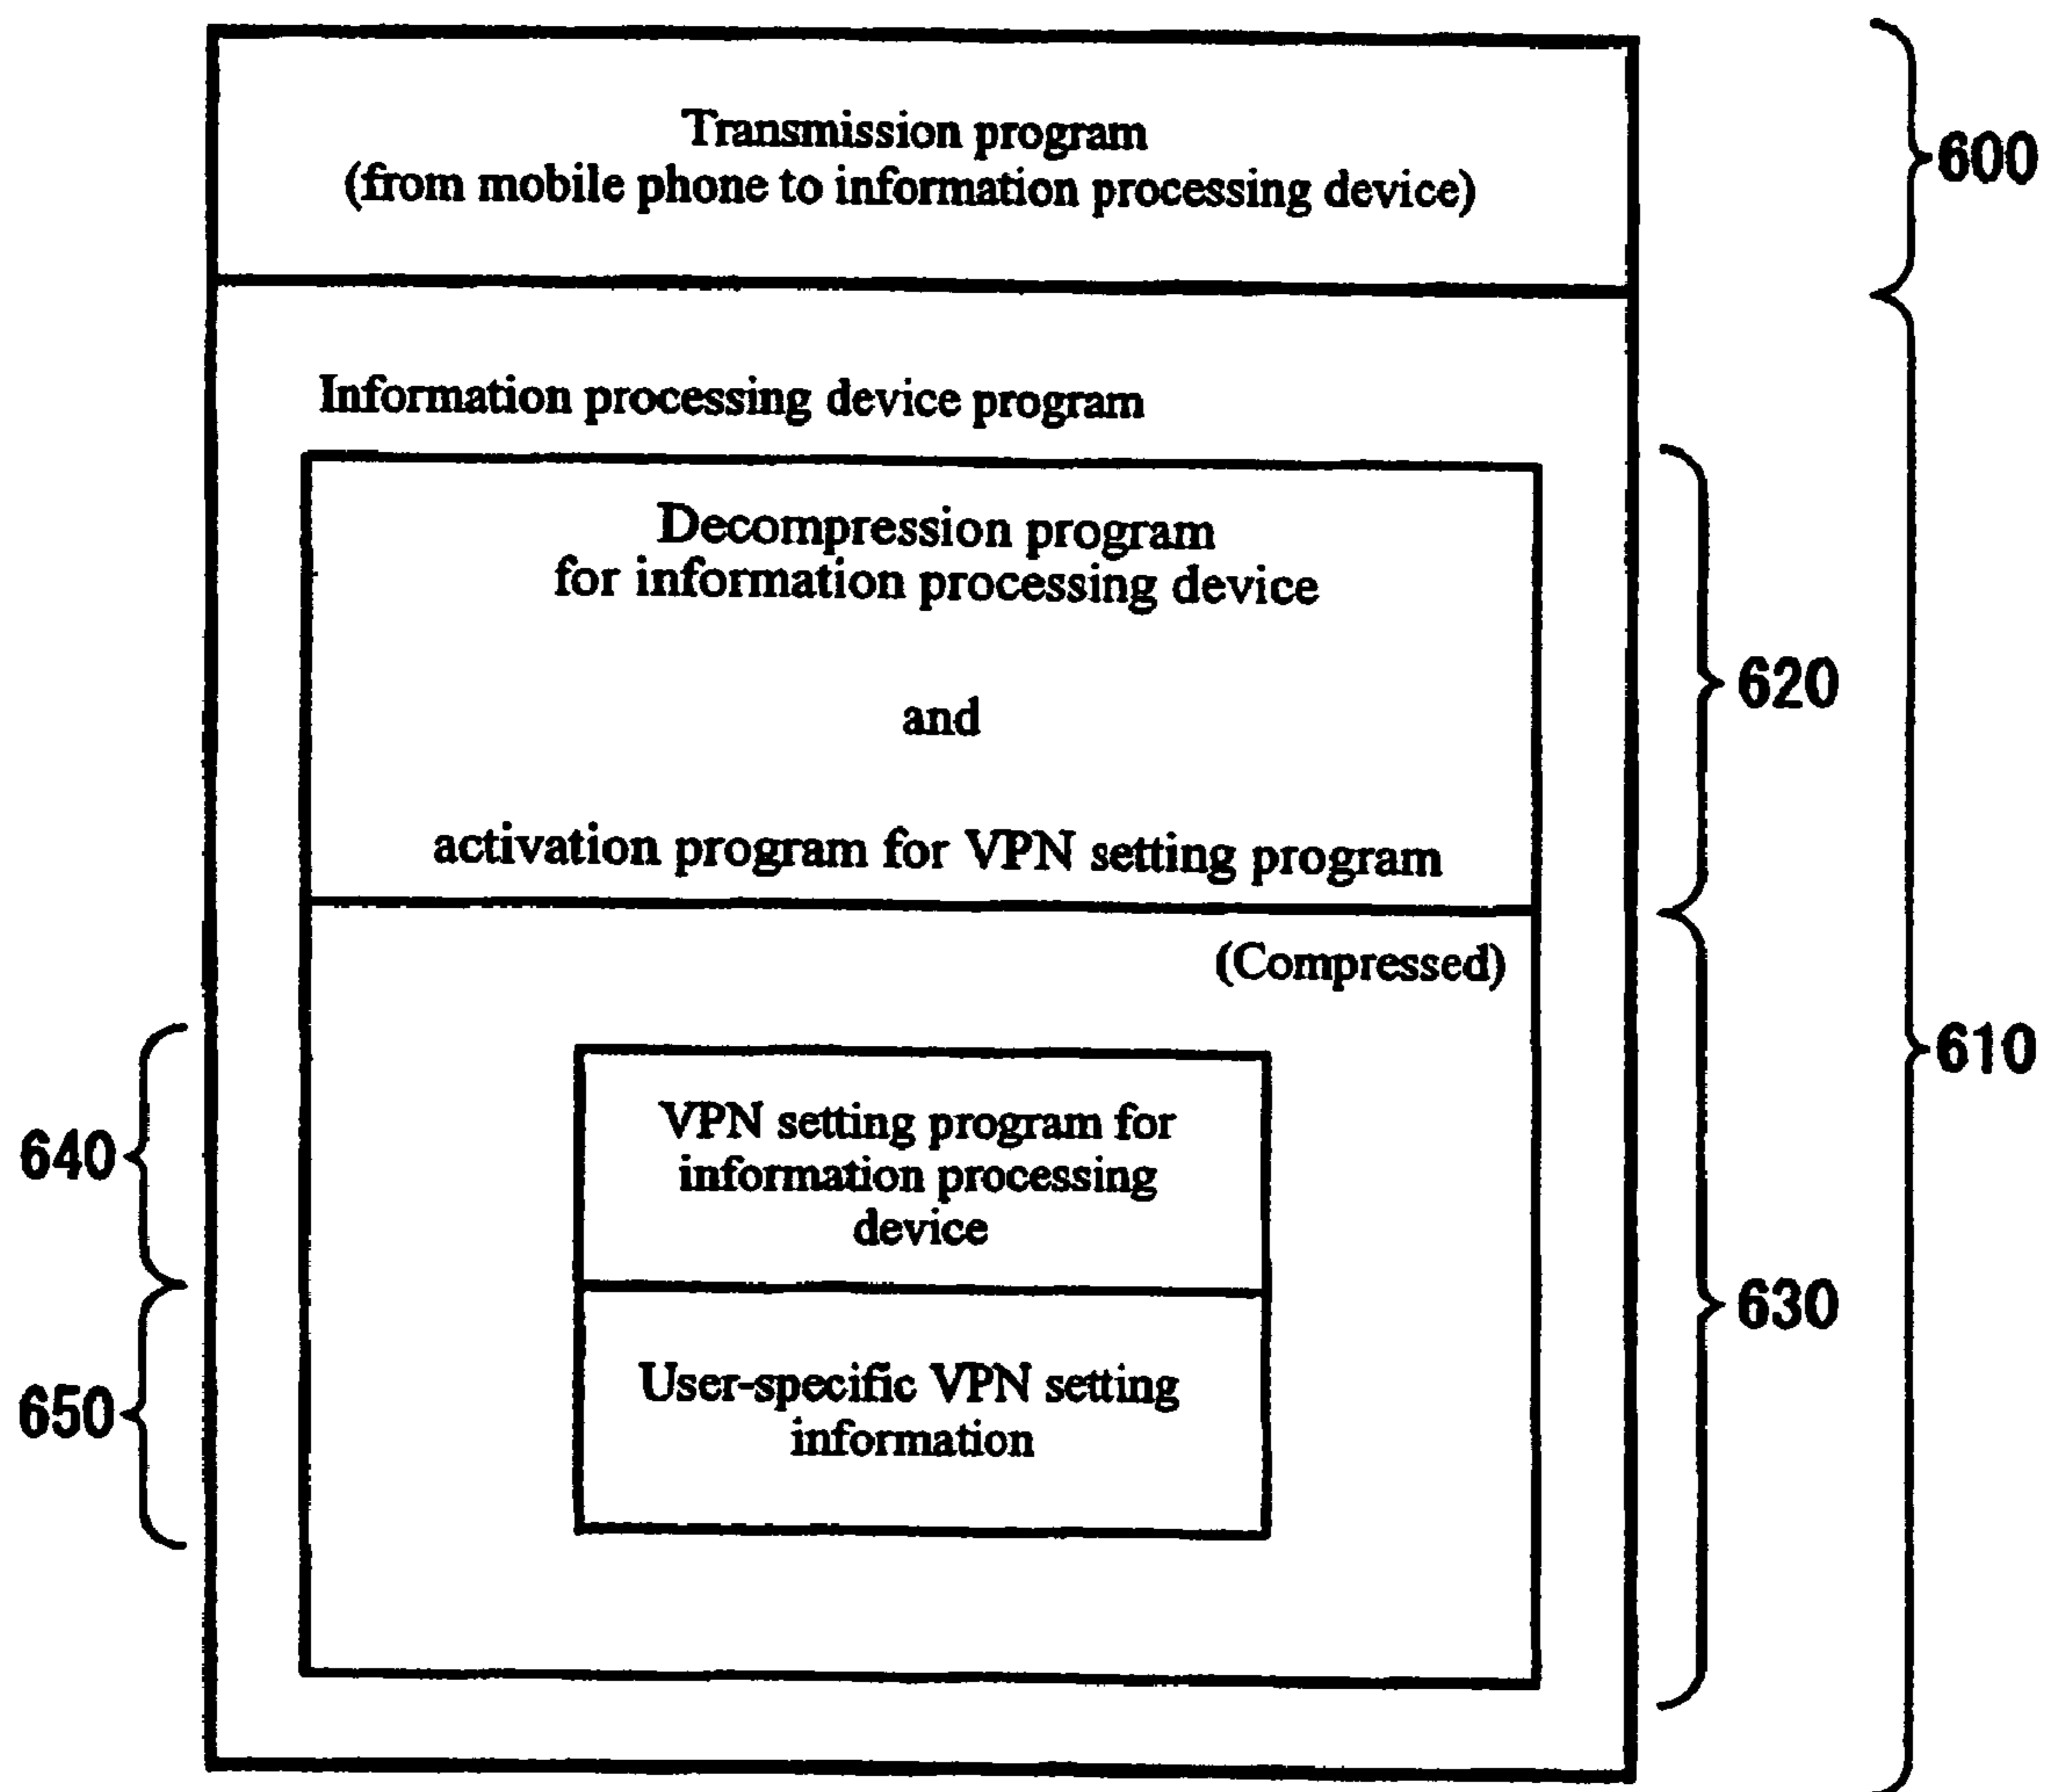 Transmission program
(from mobile phone to information processing device)
600
Information processing device program
Decompression program
for information processing device
and
activation program for VPN setting program
620
(Compressed)
610
VPN setting program for
information processing
device
640
630
User-specific VPN setting
information
650